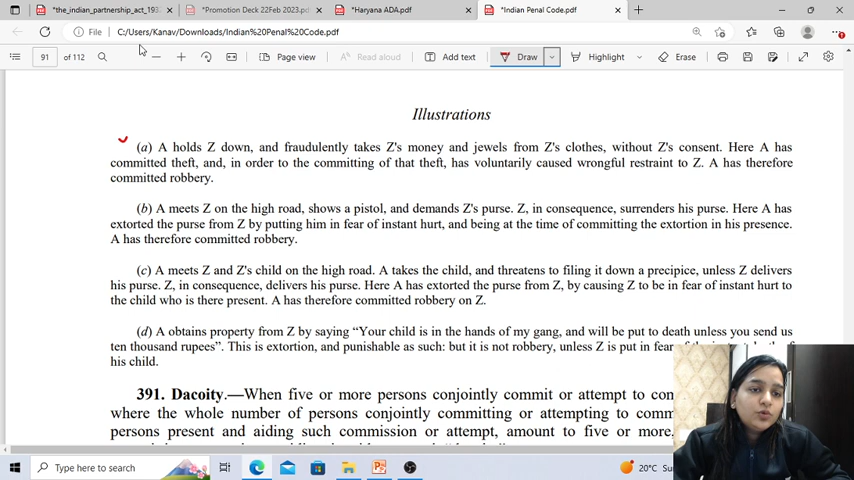 *the_indian_partnership_act_193 *Promotion Deck 22Feb 2023.pdf *Haryana ADA.pdf *Indian Penal Code.pdf
File C:/Users/Kanav/Downloads/Indian%20Penal%20Code.pdf
91 of 112 Page view Read aloud Add text Draw Highlight Erase
Illustrations
(a) A holds Z down, and fraudulently takes Z's money and jewels from Z's clothes, without Z's consent. Here A has
committed theft, and, in order to the committing of that theft, has voluntarily caused wrongful restraint to Z. A has therefore
committed robbery.
(b) A meets Z on the high road, shows a pistol, and demands Z's purse. Z, in consequence, surrenders his purse. Here A has
extorted the purse from Z by putting him in fear of instant hurt, and being at the time of committing the extortion in his presence.
A has therefore committed robbery.
(c) A meets Z and Z's child on the high road. A takes the child, and threatens to filing it down a precipice, unless Z delivers
his purse. Z, in consequence, delivers his purse. Here A has extorted the purse from Z, by causing Z to be in fear of instant hurt to
the child who is there present. A has therefore committed robbery on Z.
(d) A obtains property from Z by saying “Your child is in the hands of my gang, and will be put to death unless you send us
ten thousand rupees”. This is extortion, and punishable as such: but it is not robbery, unless Z is put in fear
his child.
391. Dacoity.—When five or more persons conjointly commit or attempt to
where the whole number of persons conjointly committing or attempting to
persons present and aiding such commission or attempt, amount to five or more,
Type here to search 20°C